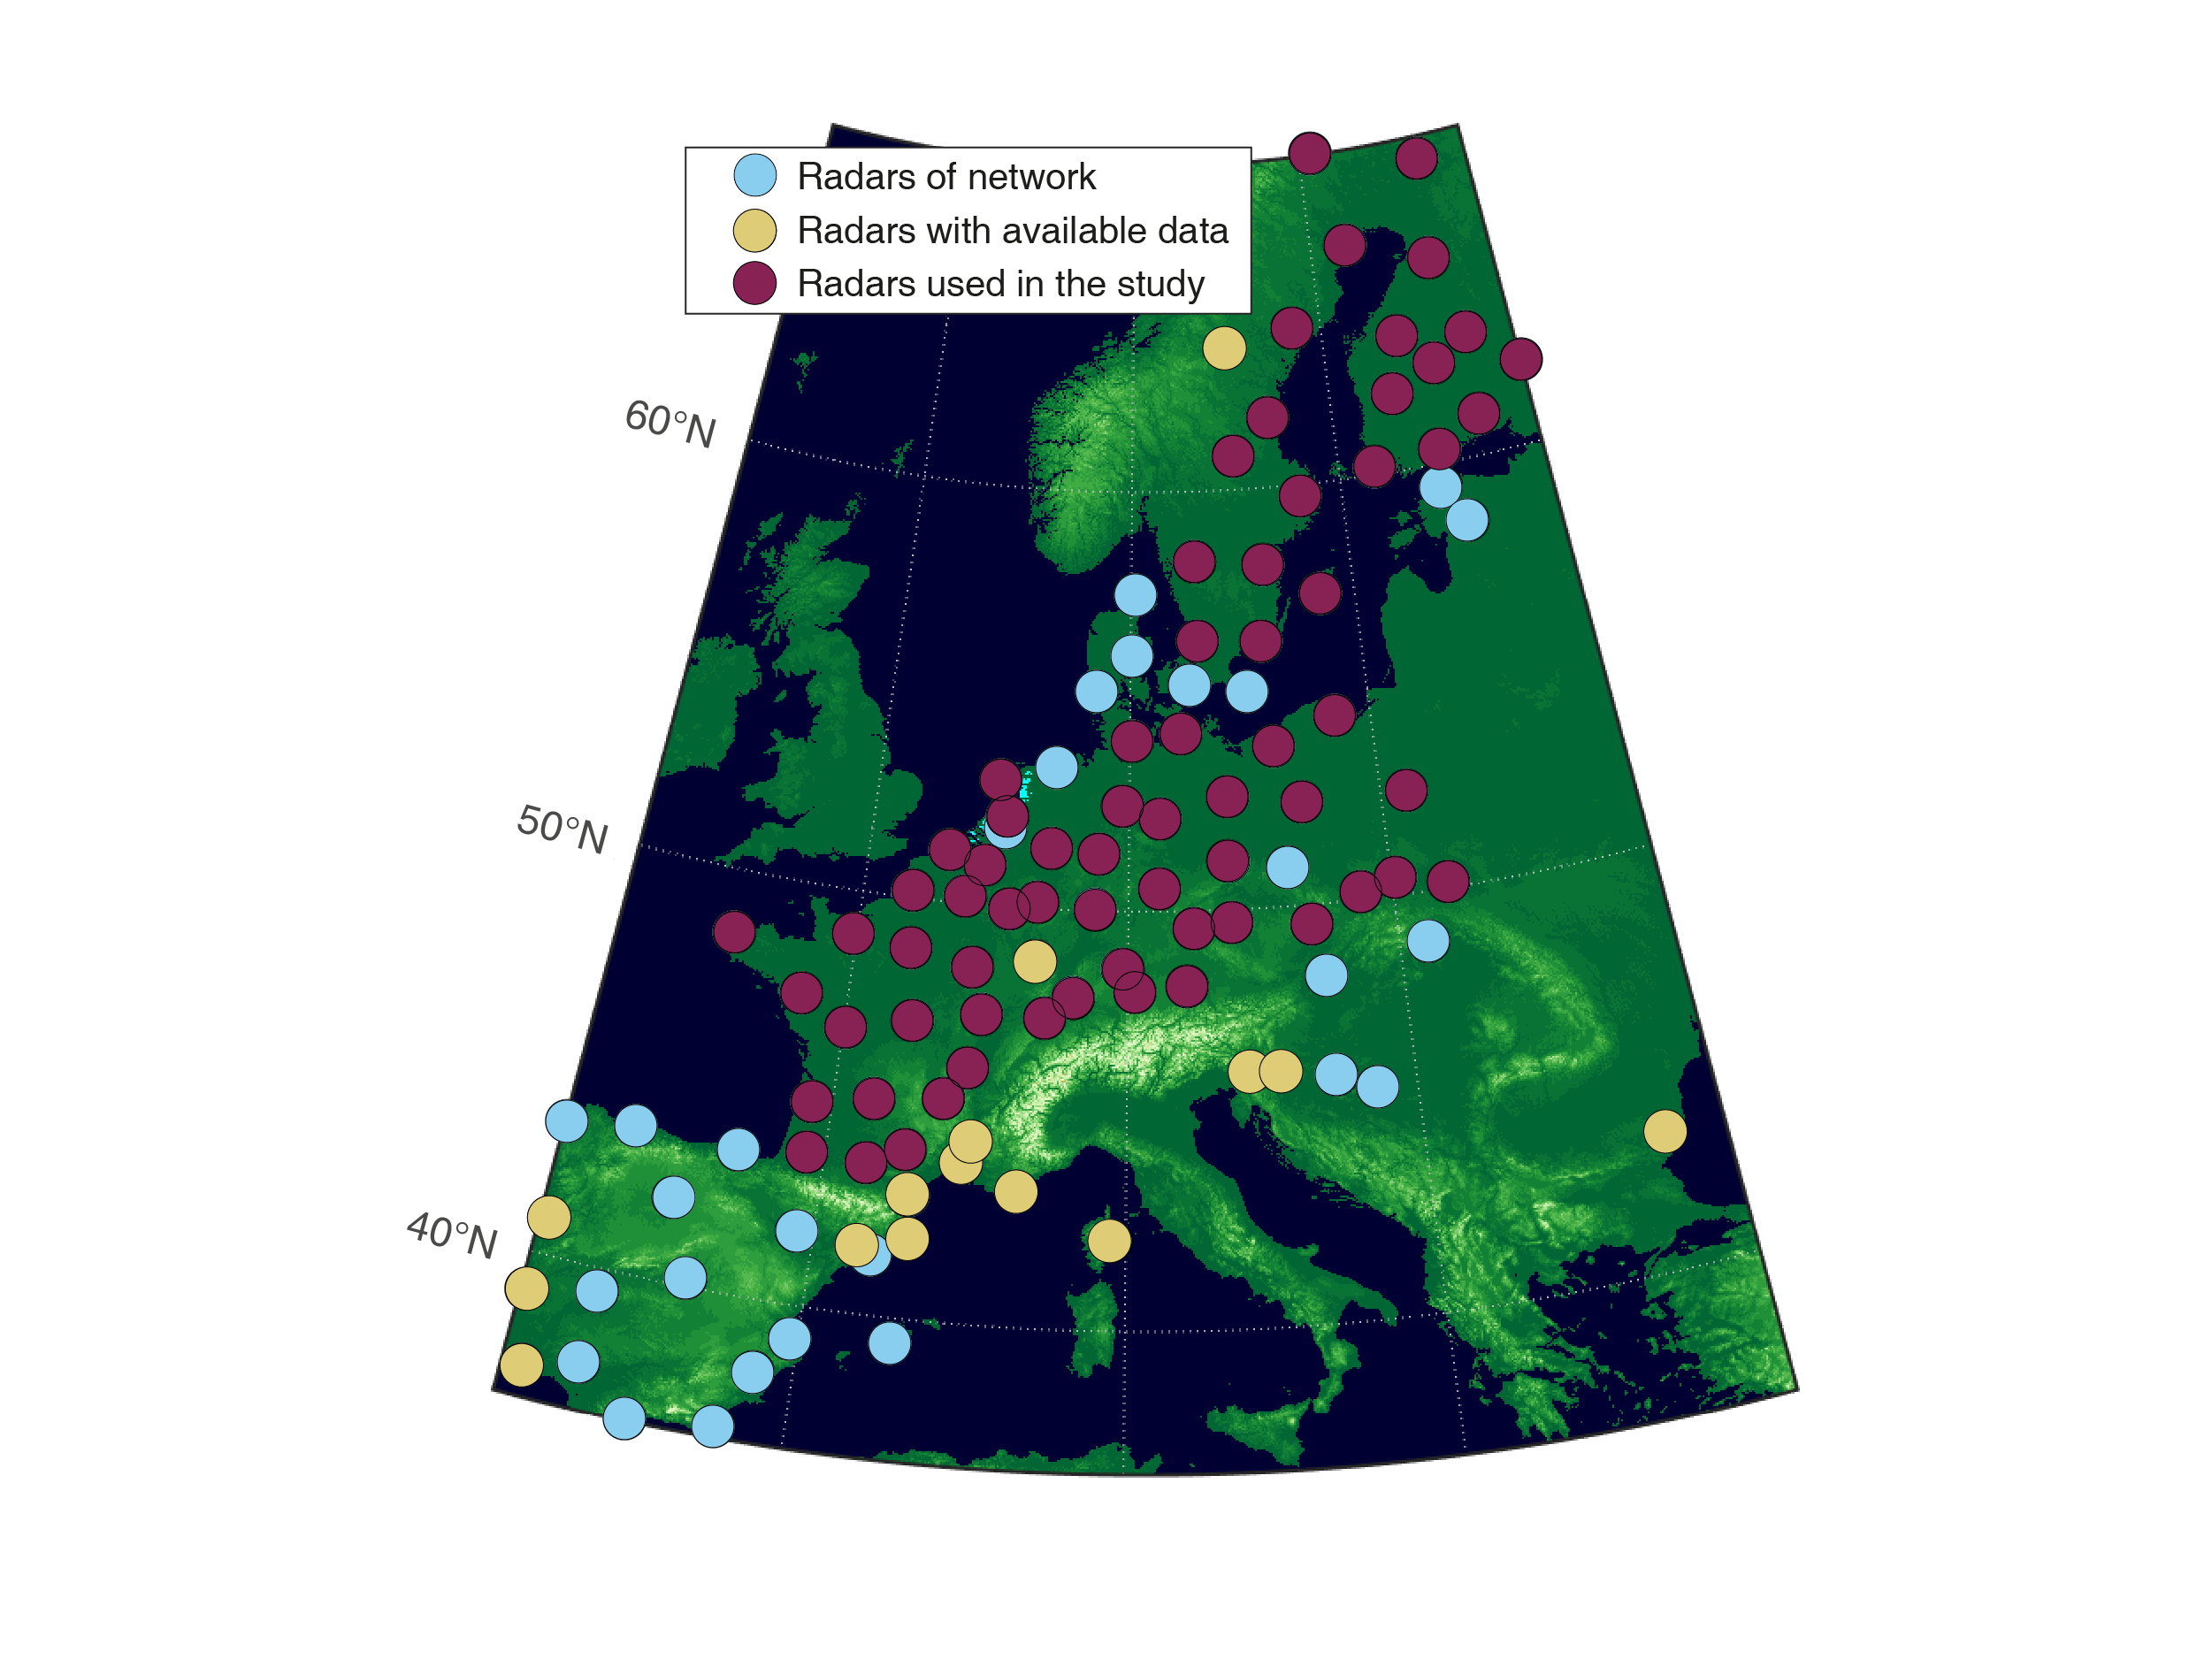 Radars of network
Radars with available data
Radars used in the study
60°N
50°N
40°N